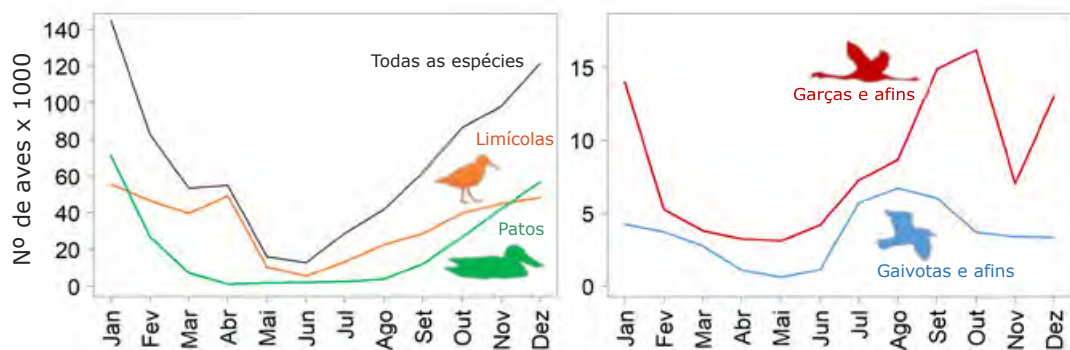 Nº de aves x 1000
140
120
100
80
60
40
20
0
Todas as espécies
Limícolas
Patos
Jan Fev Mar Abr Mai Jun Jul Ago Set Out Nov Dez
15
10
5
0
Garças e afins
Gaivotas e afins
Jan Fev Mar Abr Mai Jun Jul Ago Set Out Nov Dez